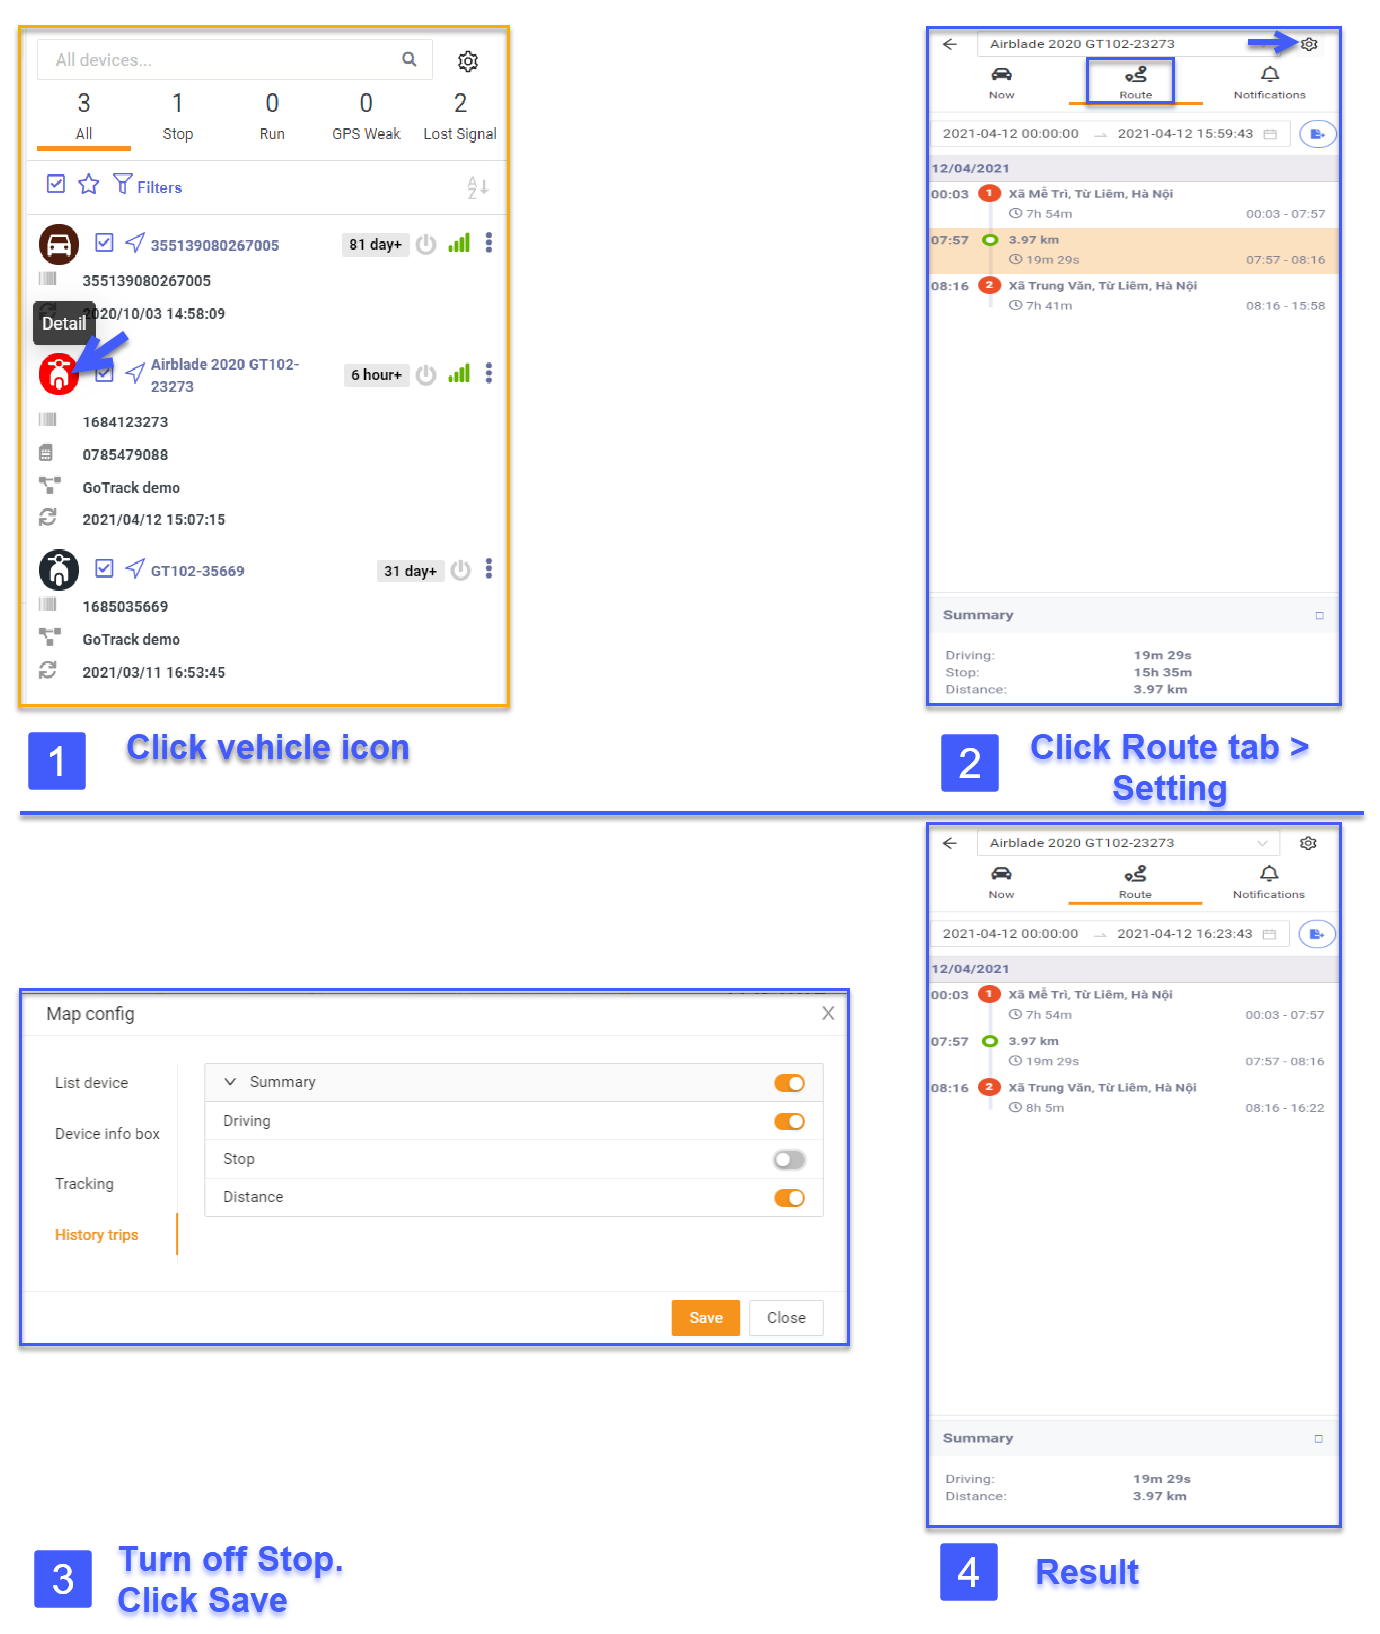 All devices...
3 1 0 0 2
All Stop Run GPS Weak Lost Signal
Filters
355139080267005 81 day+
355139080267005
2020/10/03 14:58:09
Detail
Airblade 2020 GT102-
23273
6 hour+
1684123273
0785479088
GoTrack demo
2021/04/12 15:07:15
GT102-35669 31 day+
1685035669
GoTrack demo
2021/03/11 16:53:45
1 Click vehicle icon
Airblade 2020 GT102-23273
Now Route Notifications
2021-04-12 00:00:00 → 2021-04-12 15:59:43
12/04/2021
00:03 1 Xã Mễ Trì, Từ Liêm, Hà Nội
7h 54m 00:03 - 07:57
07:57 3.97 km
19m 29s 07:57 - 08:16
08:16 2 Xã Trung Văn, Từ Liêm, Hà Nội
7h 41m 08:16 - 15:58
Summary
Driving: 19m 29s
Stop: 15h 35m
Distance: 3.97 km
2 Click Route tab >
Setting
Map config X
List device
Device info box
Tracking
History trips
Summary
Driving
Stop
Distance
Save Close
3 Turn off Stop.
Click Save
Airblade 2020 GT102-23273
Now Route Notifications
2021-04-12 00:00:00 → 2021-04-12 16:23:43
12/04/2021
00:03 1 Xã Mễ Trì, Từ Liêm, Hà Nội
7h 54m 00:03 - 07:57
07:57 3.97 km
19m 29s 07:57 - 08:16
08:16 2 Xã Trung Văn, Từ Liêm, Hà Nội
8h 5m 08:16 - 16:22
Summary
Driving: 19m 29s
Distance: 3.97 km
4 Result